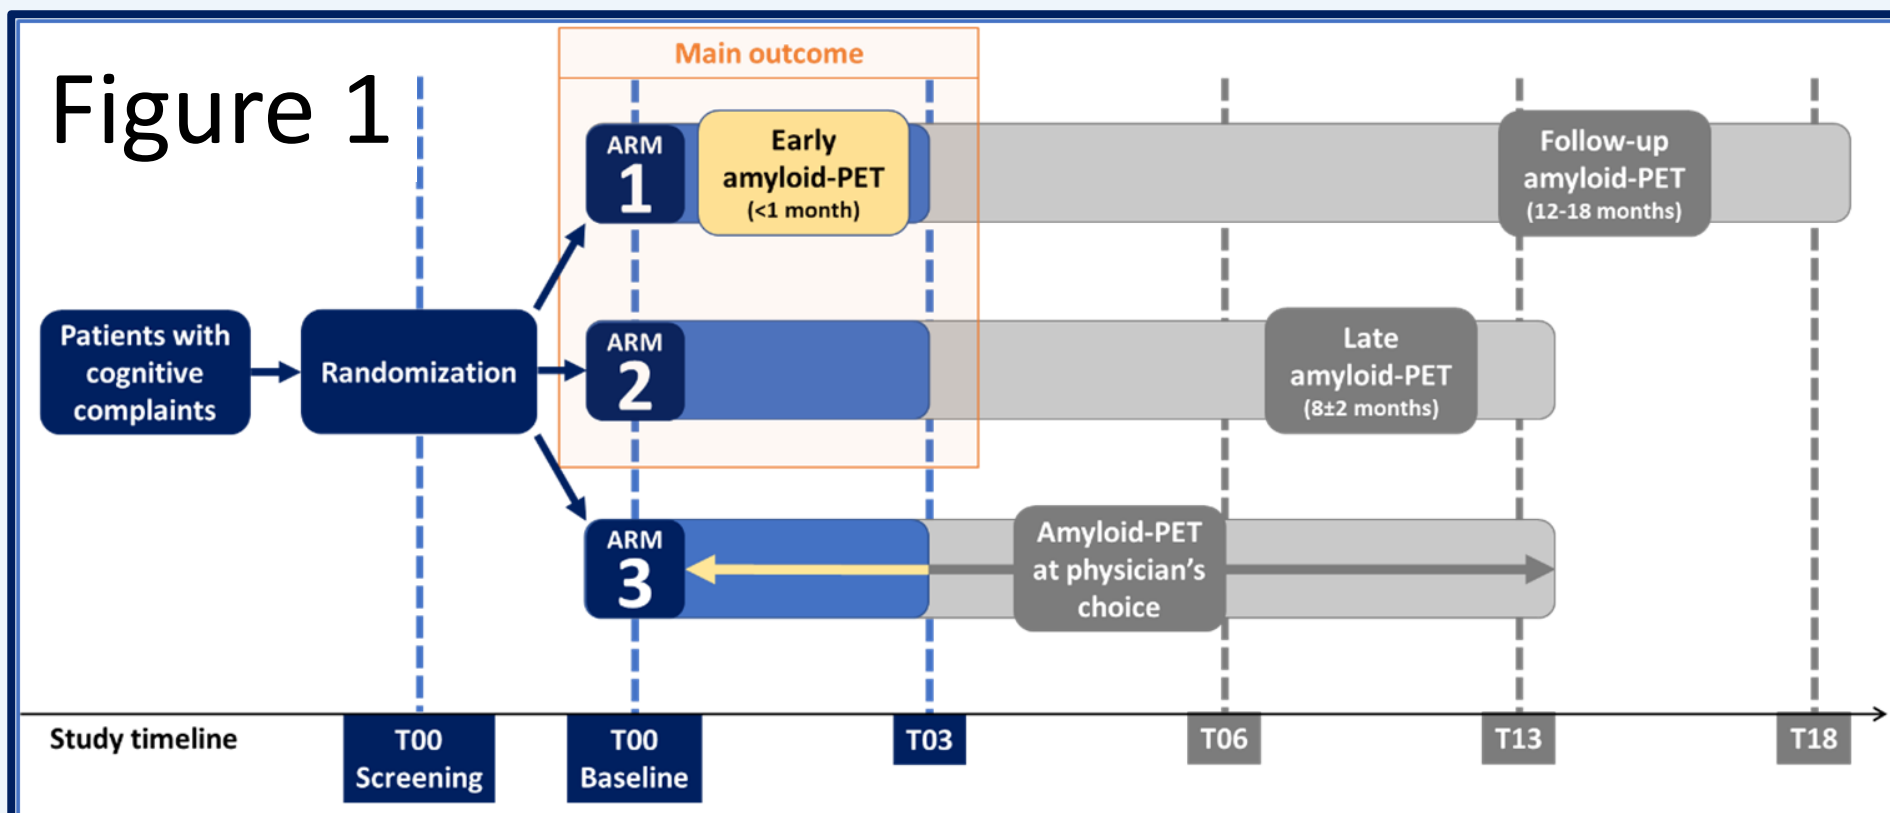 Figure 1
Main outcome
ARM
1
Early
amyloid-PET
(<1 month)
Follow-up
amyloid-PET
(12-18 months)
Patients with
cognitive
complaints
Randomization
ARM
2
Late
amyloid-PET
(8±2 months)
ARM
3
Amyloid-PET
at physician’s
choice
Study timeline
T00
Screening
T00
Baseline
T03
T06
T13
T18